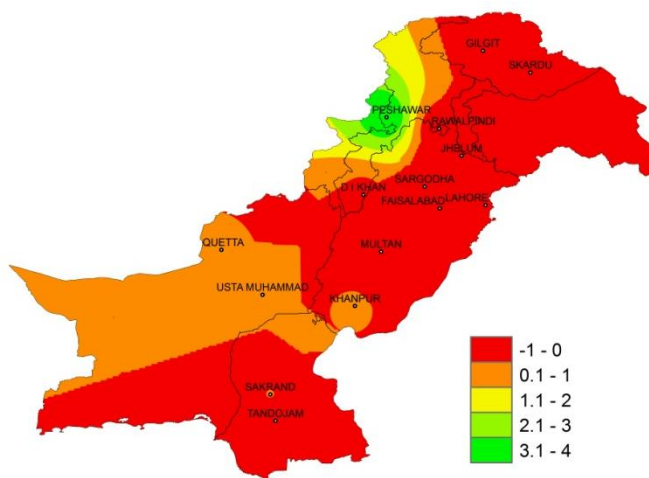 GILGIT
SKARDU
PESHAWAR
RAWALPINDI
JHELUM
SARGODHA
D I KHAN
FAISALABAD
LAHORE
QUETTA
MULTAN
USTA MUHAMMAD
KHANPUR
SAKRAND
TANDOJAM
-1 - 0
0.1 - 1
1.1 - 2
2.1 - 3
3.1 - 4